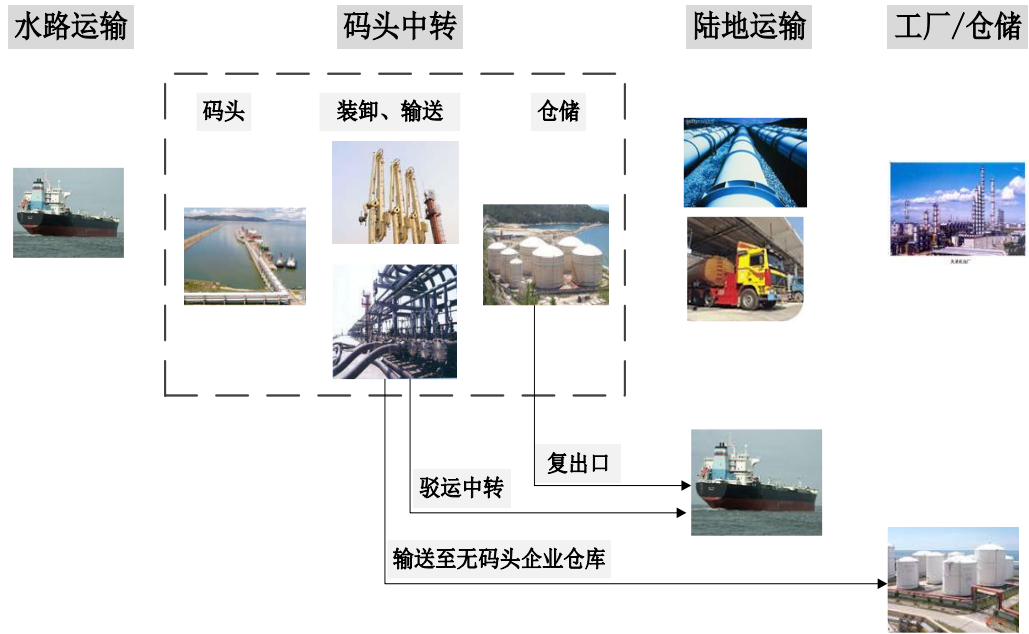 水路运输
码头中转
陆地运输
工厂/仓储
码头
装卸、输送
仓储
复出口
驳运中转
输送至无码头企业仓库